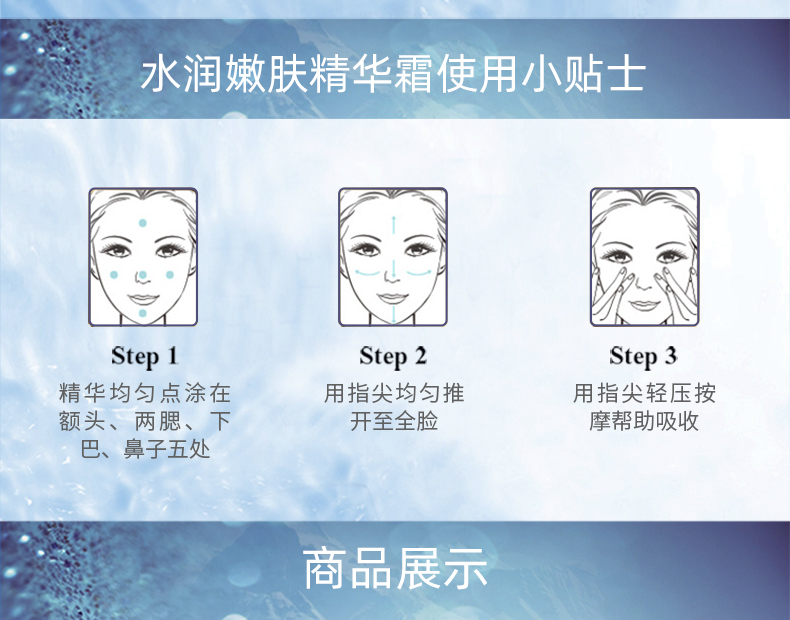 水润嫩肤精华霜使用小贴士
Step 1
精华均匀点涂在
额头、两腮、下
巴、鼻子五处
Step 2
用指尖均匀推
开至全脸
Step 3
用指尖轻压按
摩帮助吸收
商品展示